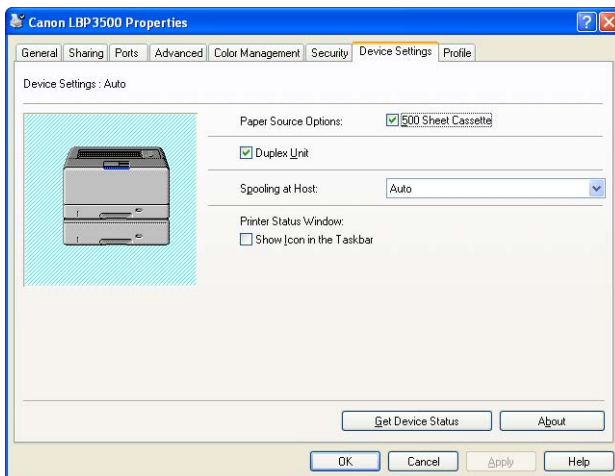 Canon LBP3500 Properties
General Sharing Ports Advanced Color Management Security Device Settings Profile
Device Settings : Auto
Paper Source Options: 500 Sheet Cassette
Duplex Unit
Spooling at Host: Auto
Printer Status Window:
Show Icon in the Taskbar
Get Device Status About
OK Cancel Apply Help